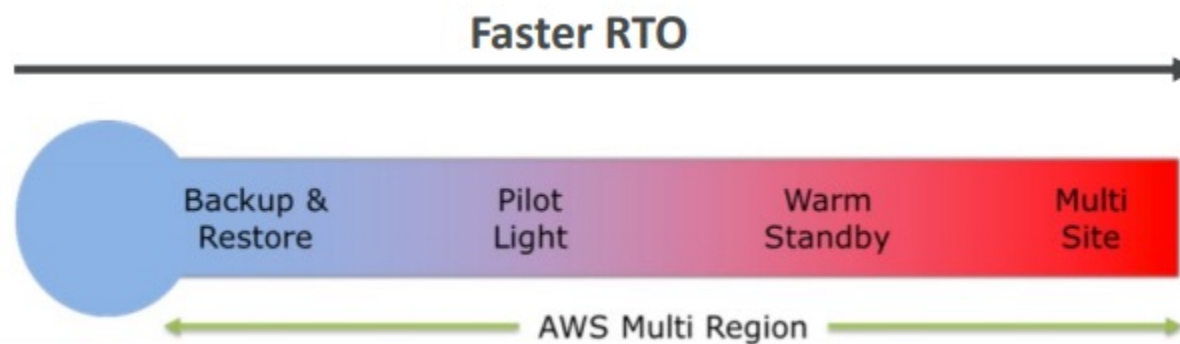 Faster RTO
Backup &
Restore
Pilot
Light
Warm
Standby
Multi
Site
AWS Multi Region